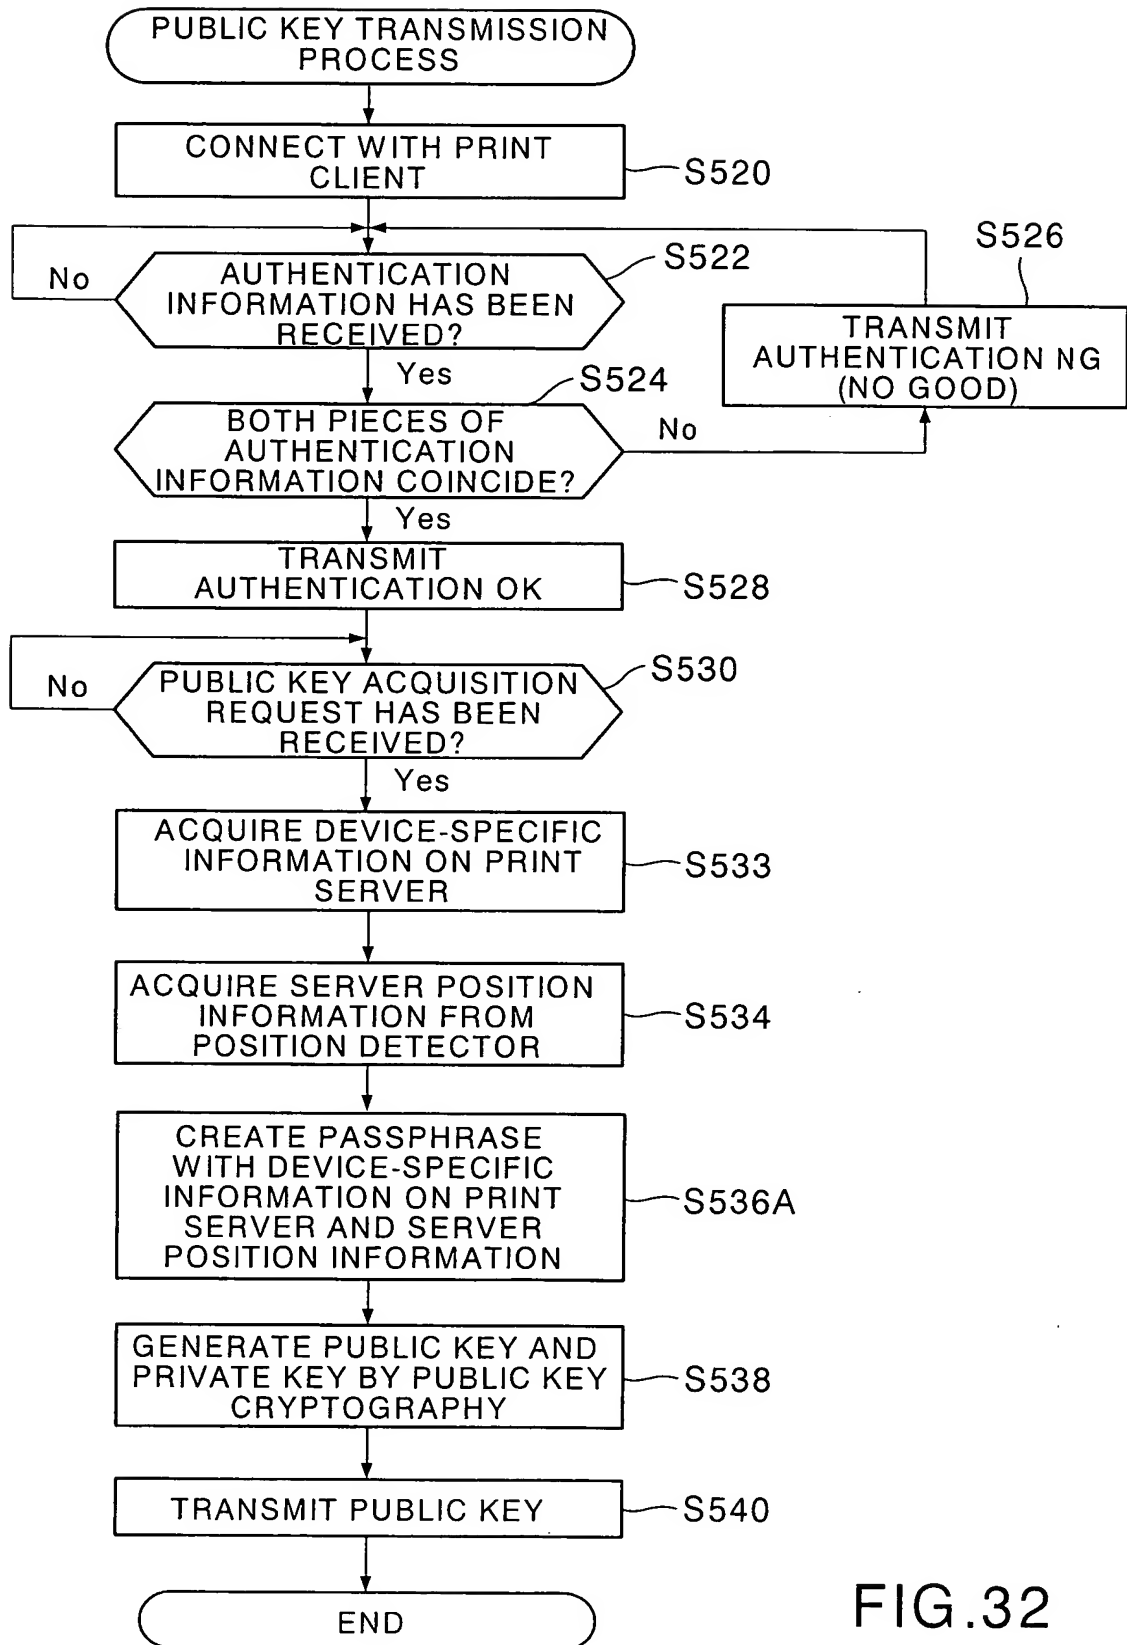 PUBLIC KEY TRANSMISSION
PROCESS
CONNECT WITH PRINT
CLIENT
S520
No
AUTHENTICATION
INFORMATION HAS BEEN
RECEIVED?
S522
S526
TRANSMIT
AUTHENTICATION NG
(NO GOOD)
Yes
S524
BOTH PIECES OF
AUTHENTICATION
INFORMATION COINCIDE?
No
Yes
TRANSMIT
AUTHENTICATION OK
S528
No
PUBLIC KEY ACQUISITION
REQUEST HAS BEEN
RECEIVED?
S530
Yes
ACQUIRE DEVICE-SPECIFIC
INFORMATION ON PRINT
SERVER
S533
ACQUIRE SERVER POSITION
INFORMATION FROM
POSITION DETECTOR
S534
CREATE PASSPHRASE
WITH DEVICE-SPECIFIC
INFORMATION ON PRINT
SERVER AND SERVER
POSITION INFORMATION
S536A
GENERATE PUBLIC KEY AND
PRIVATE KEY BY PUBLIC KEY
CRYPTOGRAPHY
S538
TRANSMIT PUBLIC KEY
S540
END
FIG.32